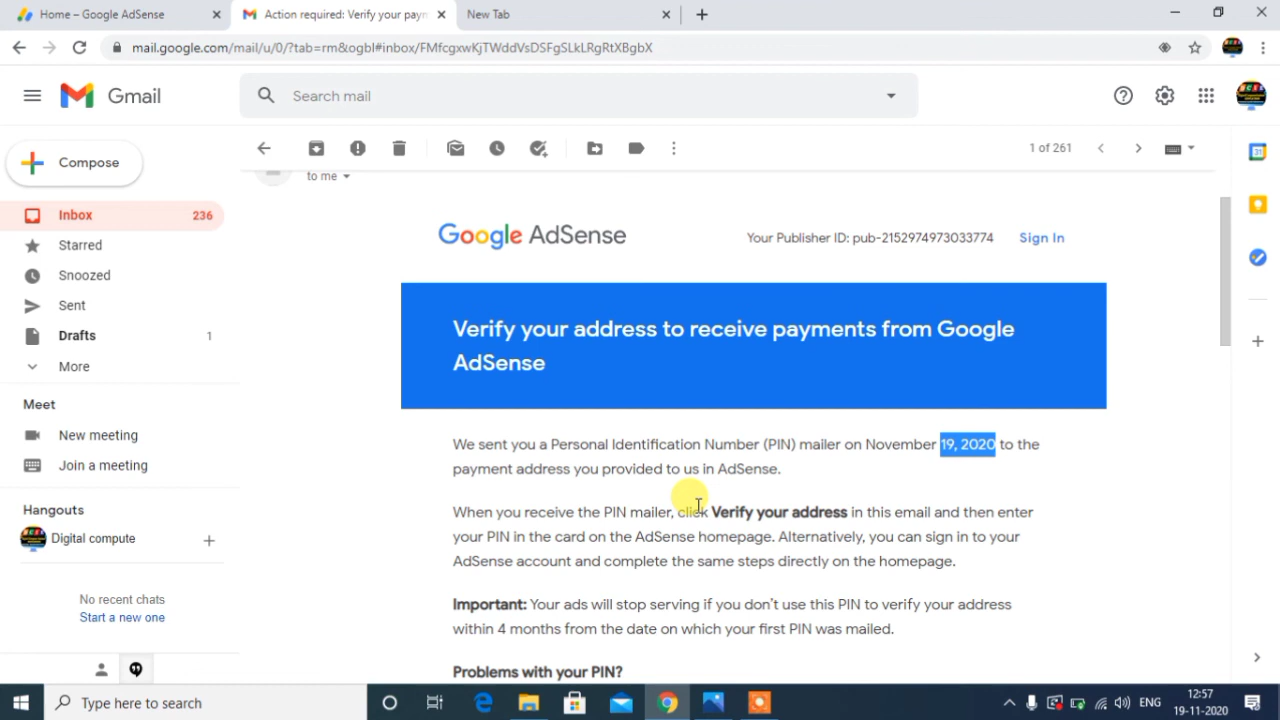 Home – Google AdSense
Action required: Verify your payn
New Tab
mail.google.com/mail/u/0/?tab=rm&ogbl#inbox/FMfcgxwKjTWddVsDSFgSLkLRgRtXBgbX
Gmail
Search mail
Compose
1 of 261
to me
Inbox 236
Starred
Snoozed
Sent
Drafts 1
More
Meet
New meeting
Join a meeting
Hangouts
Digital compute
No recent chats
Start a new one
Google AdSense
Your Publisher ID: pub-2152974973033774
Sign In
Verify your address to receive payments from Google
AdSense
We sent you a Personal Identification Number (PIN) mailer on November 19, 2020 to the
payment address you provided to us in AdSense.
When you receive the PIN mailer, click Verify your address in this email and then enter
your PIN in the card on the AdSense homepage. Alternatively, you can sign in to your
AdSense account and complete the same steps directly on the homepage.
Important: Your ads will stop serving if you don't use this PIN to verify your address
within 4 months from the date on which your first PIN was mailed.
Problems with your PIN?
Type here to search
ENG
12:57
19-11-2020